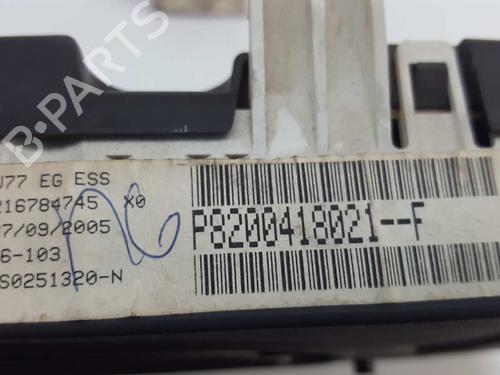 B-PARTS
J77 EG ESS
216784745 X0
7/09/2005
6-103
S0251320-N
P8200418021--F